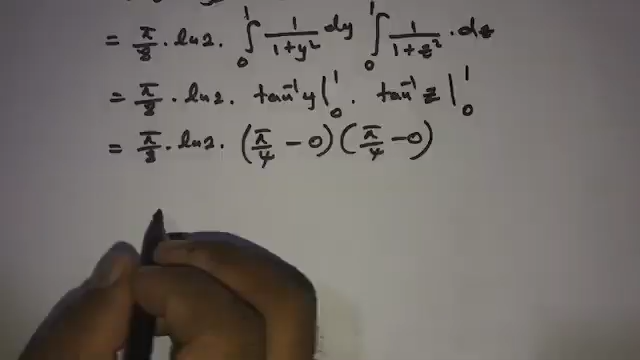 = π/8 · ln2 · ∫₀¹ 1/(1+y²) dy ∫₀¹ 1/(1+z²) · dz
= π/8 · ln2 · tan⁻¹y |₀¹ · tan⁻¹z |₀¹
= π/8 · ln2 · (π/4 − 0)(π/4 − 0)